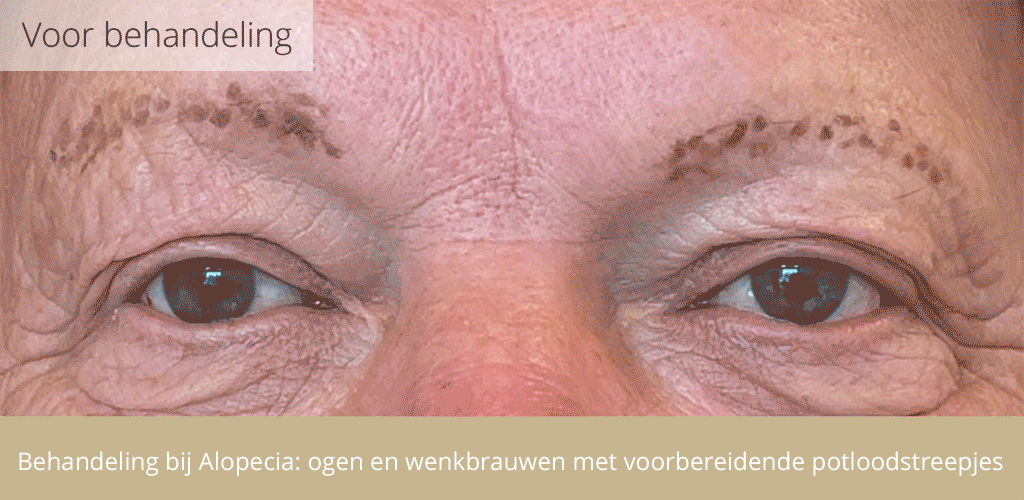 Voor behandeling
Behandeling bij Alopecia: ogen en wenkbrauwen met voorbereidende potloodstreepjes